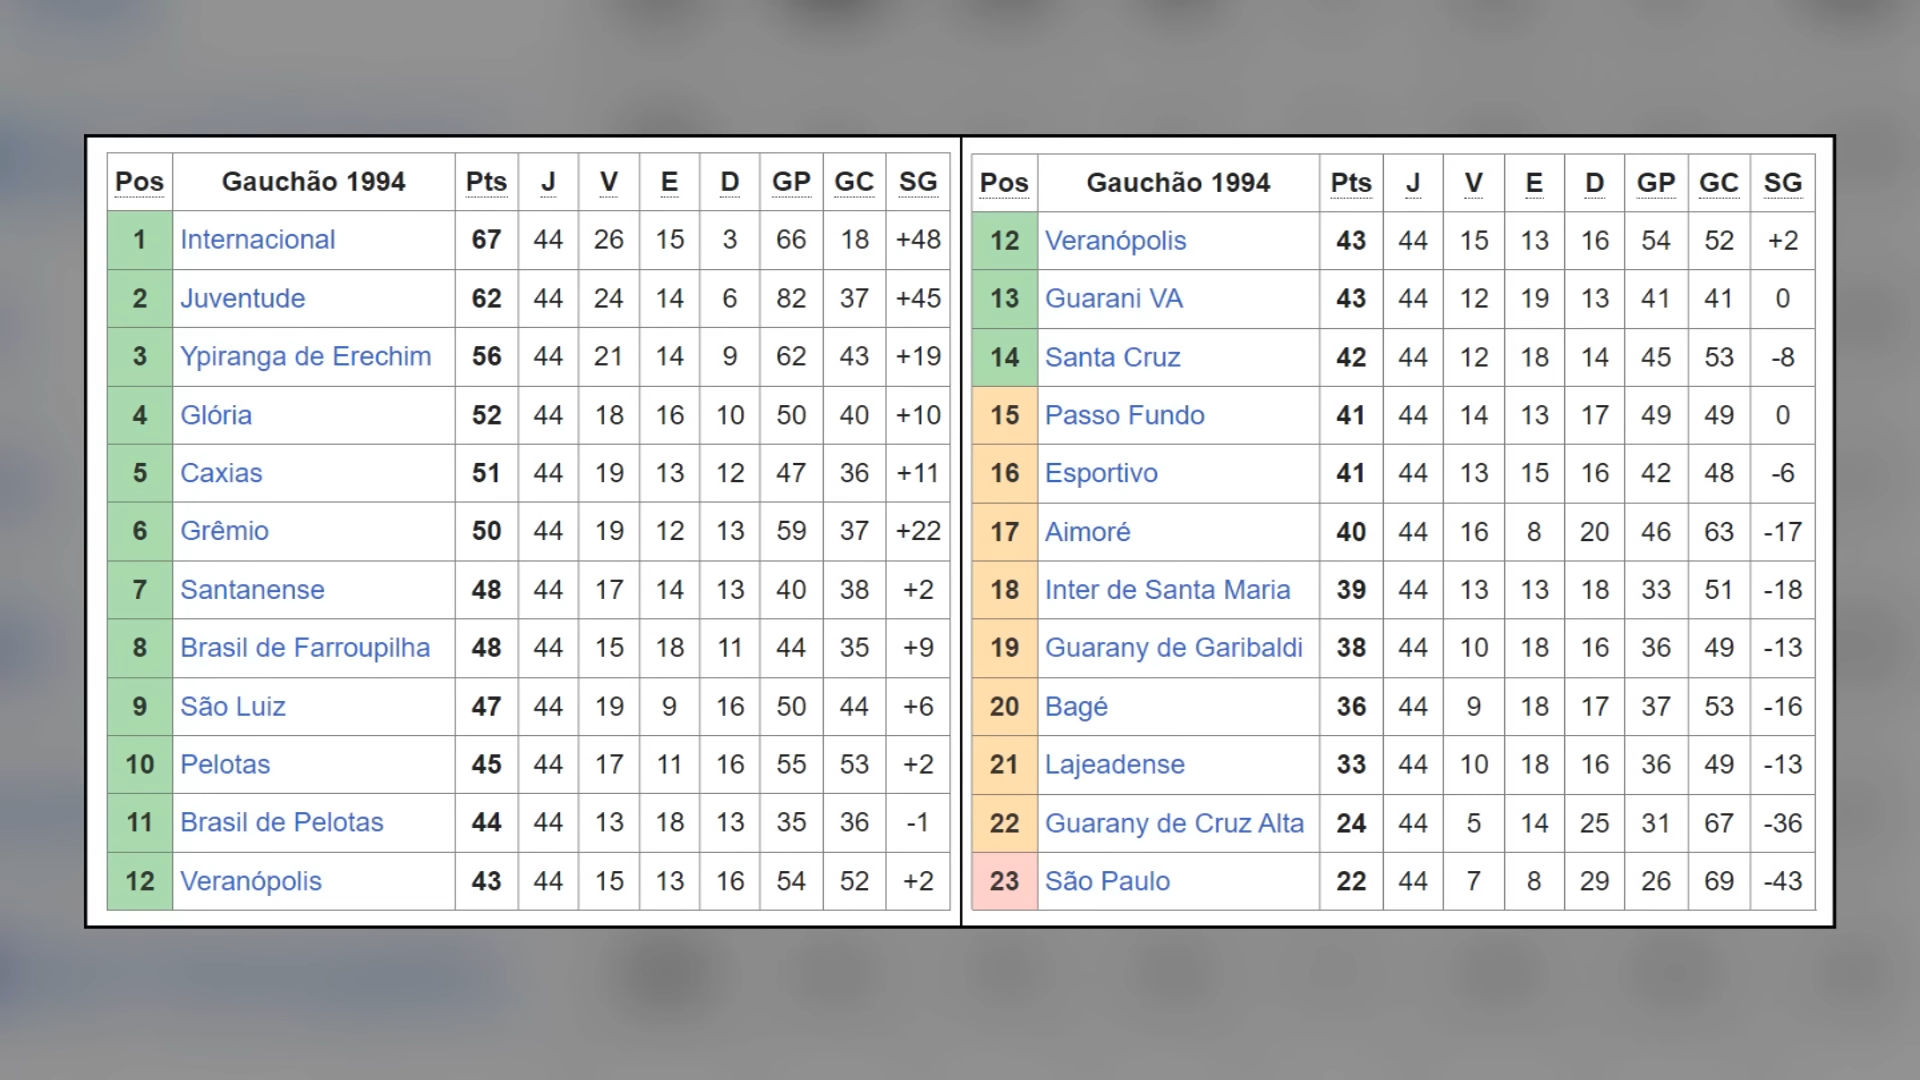 Pos Gauchão 1994 Pts J V E D GP GC SG
1 Internacional 67 44 26 15 3 66 18 +48
2 Juventude 62 44 24 14 6 82 37 +45
3 Ypiranga de Erechim 56 44 21 14 9 62 43 +19
4 Glória 52 44 18 16 10 50 40 +10
5 Caxias 51 44 19 13 12 47 36 +11
6 Grêmio 50 44 19 12 13 59 37 +22
7 Santanense 48 44 17 14 13 40 38 +2
8 Brasil de Farroupilha 48 44 15 18 11 44 35 +9
9 São Luiz 47 44 19 9 16 50 44 +6
10 Pelotas 45 44 17 11 16 55 53 +2
11 Brasil de Pelotas 44 44 13 18 13 35 36 -1
12 Veranópolis 43 44 15 13 16 54 52 +2
Pos Gauchão 1994 Pts J V E D GP GC SG
12 Veranópolis 43 44 15 13 16 54 52 +2
13 Guarani VA 43 44 12 19 13 41 41 0
14 Santa Cruz 42 44 12 18 14 45 53 -8
15 Passo Fundo 41 44 14 13 17 49 49 0
16 Esportivo 41 44 13 15 16 42 48 -6
17 Aimoré 40 44 16 8 20 46 63 -17
18 Inter de Santa Maria 39 44 13 13 18 33 51 -18
19 Guarany de Garibaldi 38 44 10 18 16 36 49 -13
20 Bagé 36 44 9 18 17 37 53 -16
21 Lajeadense 33 44 10 18 16 36 49 -13
22 Guarany de Cruz Alta 24 44 5 14 25 31 67 -36
23 São Paulo 22 44 7 8 29 26 69 -43